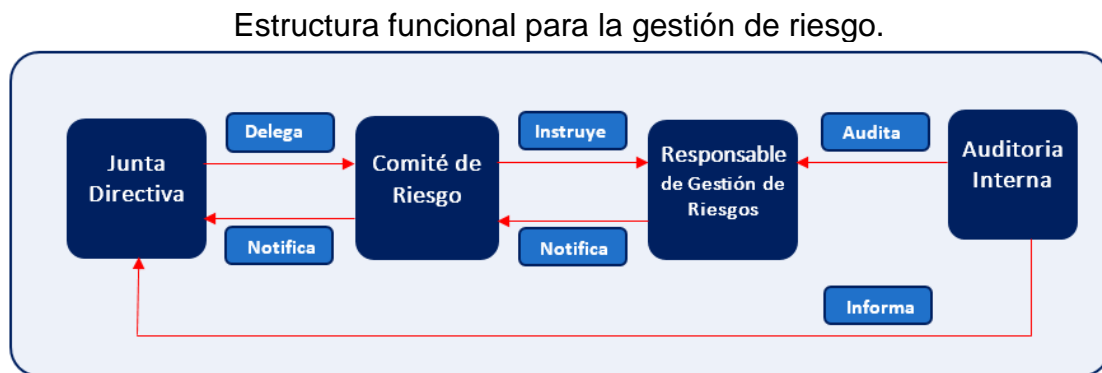 Estructura funcional para la gestión de riesgo.
Delega
Instruye
Audita
Junta
Directiva
Comité de
Riesgo
Responsable
de Gestión de
Riesgos
Auditoria
Interna
Notifica
Notifica
Informa